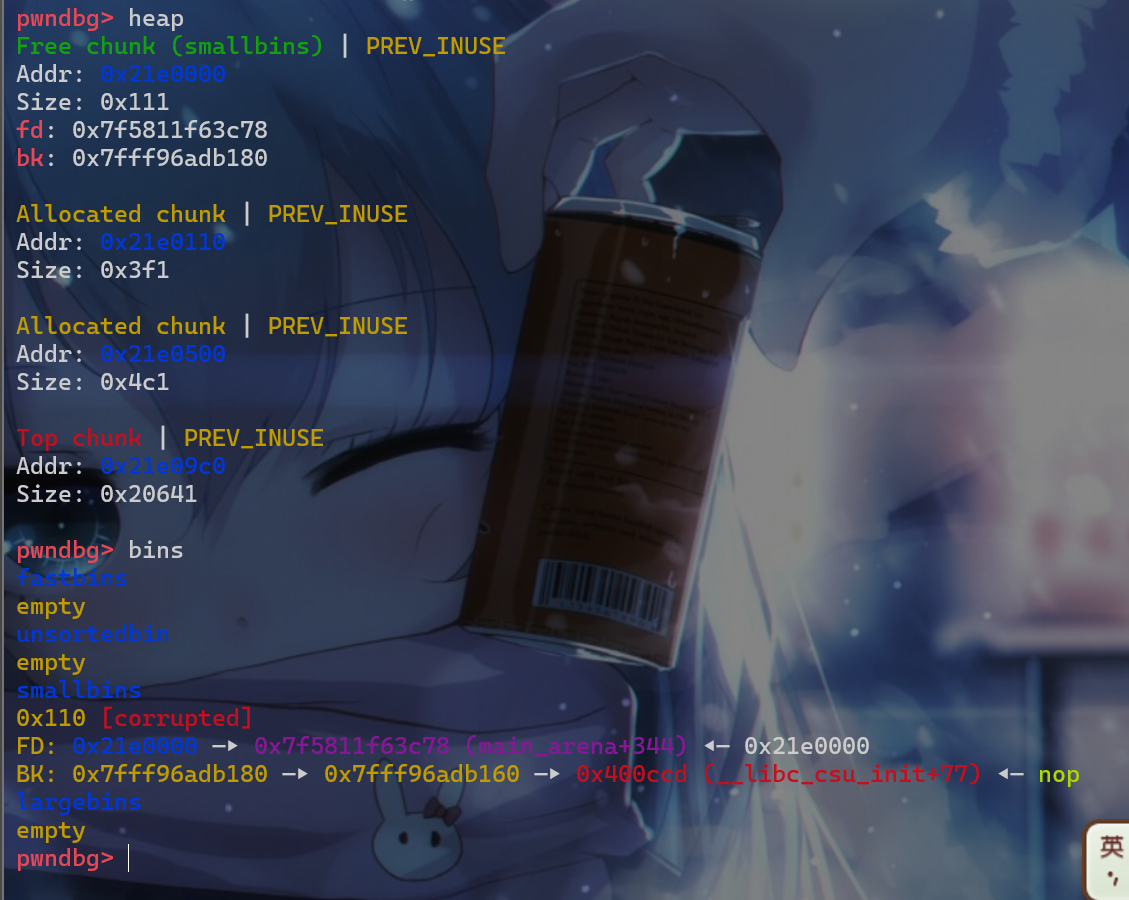 pwndbg> heap
Free chunk (smallbins) | PREV_INUSE
Addr: 0x21e0000
Size: 0x111
fd: 0x7f5811f63c78
bk: 0x7fff96adb180
Allocated chunk | PREV_INUSE
Addr: 0x21e0110
Size: 0x3f1
Allocated chunk | PREV_INUSE
Addr: 0x21e0500
Size: 0x4c1
Top chunk | PREV_INUSE
Addr: 0x21e09c0
Size: 0x20641
pwndbg> bins
fastbins
empty
unsortedbin
empty
smallbins
0x110 [corrupted]
FD: 0x21e0000 —▸ 0x7f5811f63c78 (main_arena+344) ◂— 0x21e0000
BK: 0x7fff96adb180 —▸ 0x7fff96adb160 —▸ 0x400ccd (__libc_csu_init+77) ◂— nop
largebins
empty
pwndbg>
英